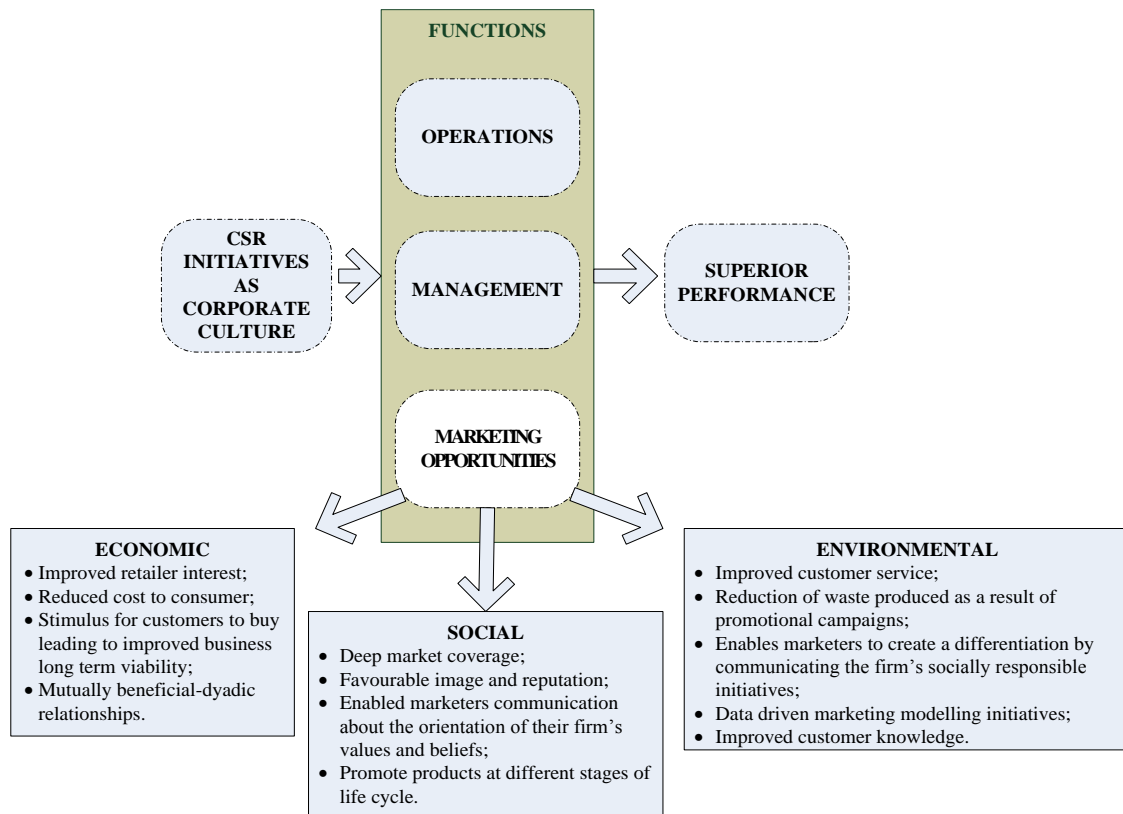 FUNCTIONS
OPERATIONS
CSR
INITIATIVES
AS
CORPORATE
CULTURE
MANAGEMENT
SUPERIOR
PERFORMANCE
MARKETING
OPPORTUNITIES
ECONOMIC
• Improved retailer interest;
• Reduced cost to consumer;
• Stimulus for customers to buy
leading to improved business
long term viability;
• Mutually beneficial-dyadic
relationships.
SOCIAL
• Deep market coverage;
• Favourable image and reputation;
• Enabled marketers communication
about the orientation of their firm’s
values and beliefs;
• Promote products at different stages of
life cycle.
ENVIRONMENTAL
• Improved customer service;
• Reduction of waste produced as a result of
promotional campaigns;
• Enables marketers to create a differentiation by
communicating the firm’s socially responsible
initiatives;
• Data driven marketing modelling initiatives;
• Improved customer knowledge.